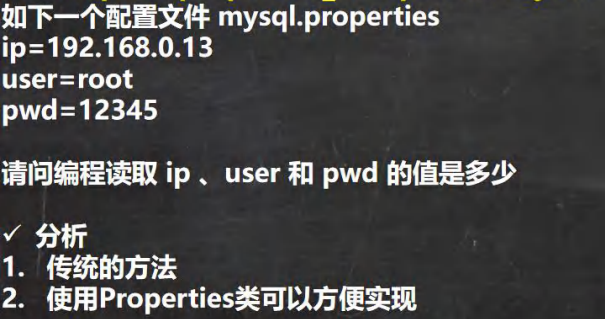 如下一个配置文件 mysql.properties
ip=192.168.0.13
user=root
pwd=12345
请问编程读取 ip 、user 和 pwd 的值是多少
✓ 分析
1. 传统的方法
2. 使用Properties类可以方便实现